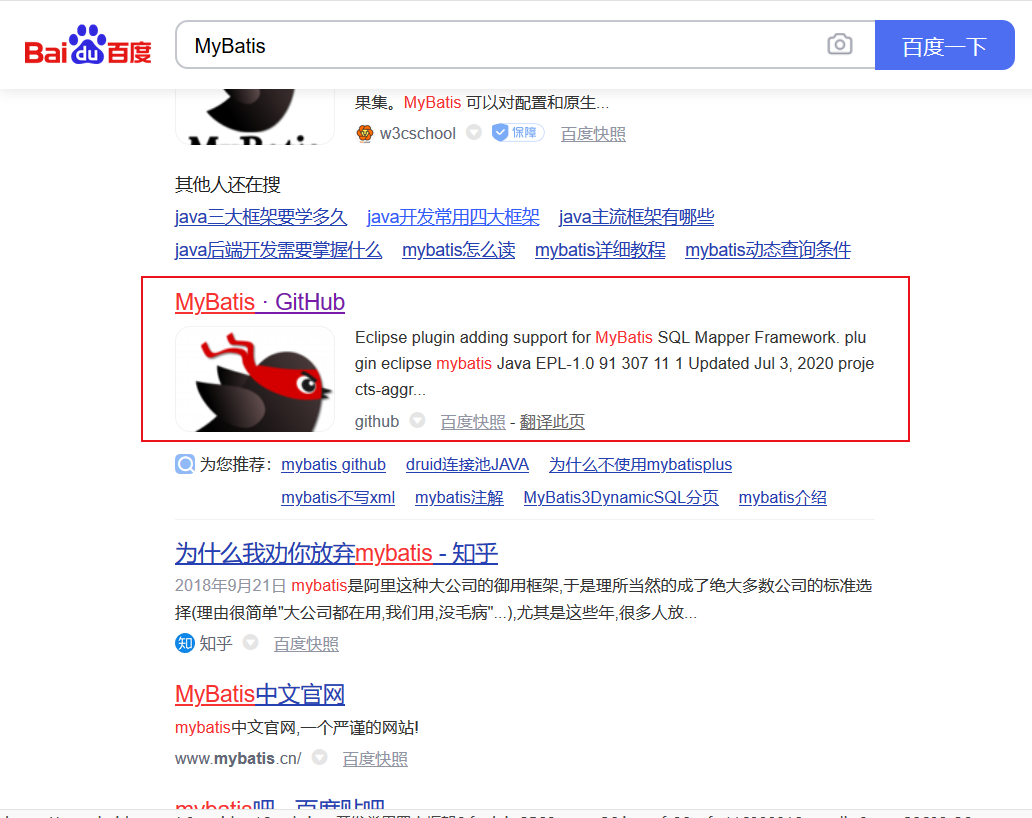 Bai du 百度
MyBatis
百度一下
果集。MyBatis 可以对配置和原生...
MyBatis
w3cschool 保障 百度快照
其他人还在搜
java三大框架要学多久 java开发常用四大框架 java主流框架有哪些
java后端开发需要掌握什么 mybatis怎么读 mybatis详细教程 mybatis动态查询条件
MyBatis · GitHub
Eclipse plugin adding support for MyBatis SQL Mapper Framework. plu
gin eclipse mybatis Java EPL-1.0 91 307 11 1 Updated Jul 3, 2020 proje
cts-aggr...
github 百度快照 - 翻译此页
为您推荐： mybatis github druid连接池JAVA 为什么不使用mybatisplus
mybatis不写xml mybatis注解 MyBatis3DynamicSQL分页 mybatis介绍
为什么我劝你放弃mybatis - 知乎
2018年9月21日 mybatis是阿里这种大公司的御用框架,于是理所当然的成了绝大多数公司的标准选
择(理由很简单"大公司都在用,我们用,没毛病"...),尤其是这些年,很多人放...
知 知乎 百度快照
MyBatis中文官网
mybatis中文官网,一个严谨的网站!
www.mybatis.cn/ 百度快照
mybatis吧 - 百度贴吧